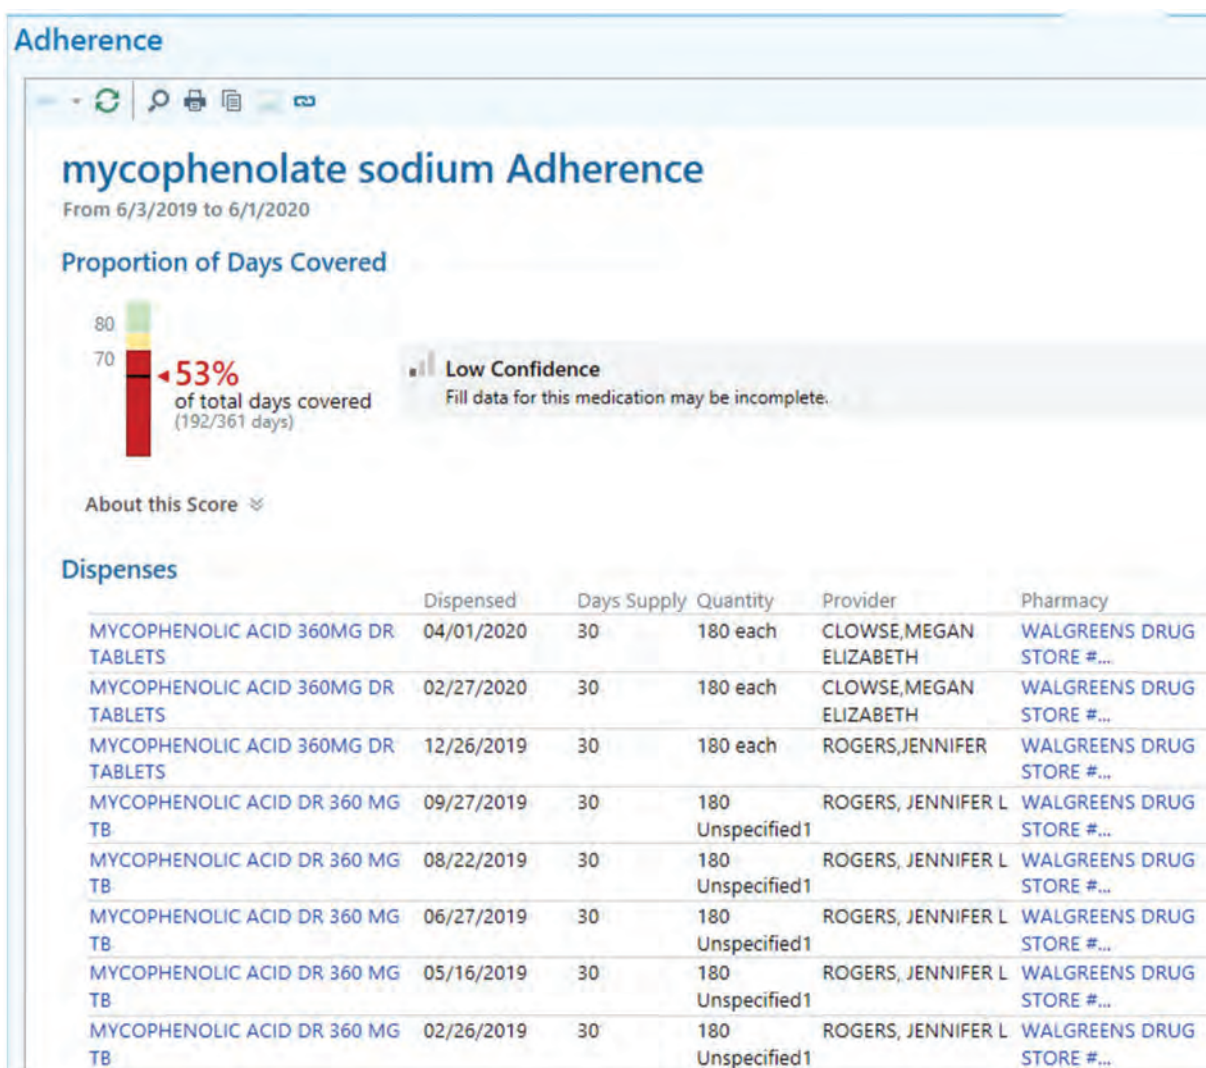 Adherence
mycophenolate sodium Adherence
From 6/3/2019 to 6/1/2020
Proportion of Days Covered
80
70
53%
of total days covered
(192/361 days)
Low Confidence
Fill data for this medication may be incomplete.
About this Score
Dispenses
Dispensed Days Supply Quantity Provider Pharmacy
MYCOPHENOLIC ACID 360MG DR 04/01/2020 30 180 each CLOWSE,MEGAN WALGREENS DRUG
TABLETS ELIZABETH STORE #...
MYCOPHENOLIC ACID 360MG DR 02/27/2020 30 180 each CLOWSE,MEGAN WALGREENS DRUG
TABLETS ELIZABETH STORE #...
MYCOPHENOLIC ACID 360MG DR 12/26/2019 30 180 each ROGERS,JENNIFER WALGREENS DRUG
TABLETS STORE #...
MYCOPHENOLIC ACID DR 360 MG 09/27/2019 30 180 ROGERS, JENNIFER L WALGREENS DRUG
TB Unspecified1 STORE #...
MYCOPHENOLIC ACID DR 360 MG 08/22/2019 30 180 ROGERS, JENNIFER L WALGREENS DRUG
TB Unspecified1 STORE #...
MYCOPHENOLIC ACID DR 360 MG 06/27/2019 30 180 ROGERS, JENNIFER L WALGREENS DRUG
TB Unspecified1 STORE #...
MYCOPHENOLIC ACID DR 360 MG 05/16/2019 30 180 ROGERS, JENNIFER L WALGREENS DRUG
TB Unspecified1 STORE #...
MYCOPHENOLIC ACID DR 360 MG 02/26/2019 30 180 ROGERS, JENNIFER L WALGREENS DRUG
TB Unspecified1 STORE #...